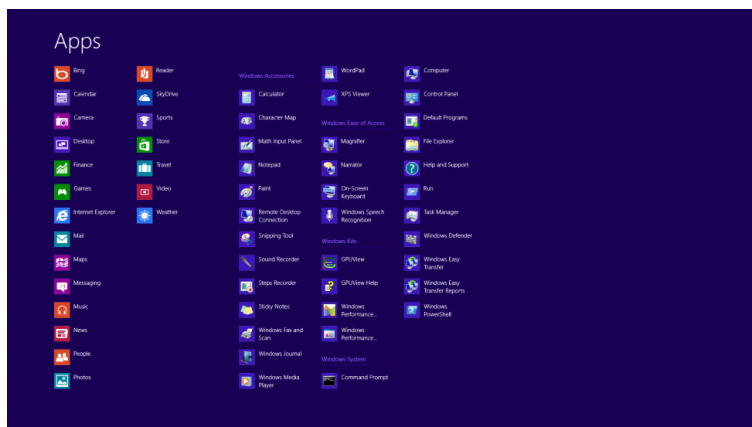 Apps
Bing
Calendar
Camera
Desktop
Finance
Games
Internet Explorer
Mail
Maps
Messaging
Music
News
People
Photos
Reader
SkyDrive
Sports
Store
Travel
Video
Weather
Windows Accessories
Calculator
Character Map
Math Input Panel
Notepad
Paint
Remote Desktop
Connection
Snipping Tool
Sound Recorder
Steps Recorder
Sticky Notes
Windows Fax and
Scan
Windows Journal
Windows Media
Player
WordPad
XPS Viewer
Windows Ease of Access
Magnifier
Narrator
On-Screen
Keyboard
Windows Speech
Recognition
Windows Kits
GPUView
GPUView Help
Windows
Performance...
Windows
Performance...
Windows System
Command Prompt
Computer
Control Panel
Default Programs
File Explorer
Help and Support
Run
Task Manager
Windows Defender
Windows Easy
Transfer
Windows Easy
Transfer Reports
Windows
PowerShell